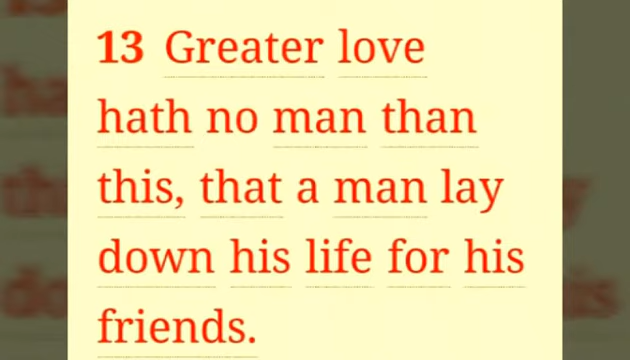 13 Greater love
hath no man than
this, that a man lay
down his life for his
friends.